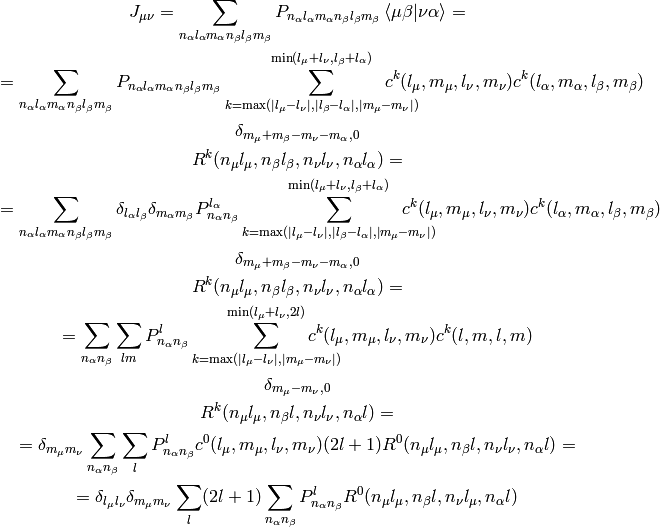 J_{\mu\nu} = \sum_{n_\alpha l_\alpha m_\alpha n_\beta l_\beta m_\beta} P_{n_\alpha l_\alpha m_\alpha n_\beta l_\beta m_\beta} \langle \mu\beta|\nu\alpha \rangle =
= \sum_{n_\alpha l_\alpha m_\alpha n_\beta l_\beta m_\beta} P_{n_\alpha l_\alpha m_\alpha n_\beta l_\beta m_\beta} \sum_{k=\max(|l_\mu-l_\nu|,|l_\beta-l_\alpha|,|m_\mu-m_\nu|)}^{\min(l_\mu+l_\nu,l_\beta+l_\alpha)} c^k(l_\mu, m_\mu, l_\nu, m_\nu) c^k(l_\alpha, m_\alpha, l_\beta, m_\beta)
\delta_{m_\mu+m_\beta-m_\nu-m_\alpha,0}
R^k(n_\mu l_\mu, n_\beta l_\beta, n_\nu l_\nu, n_\alpha l_\alpha) =
= \sum_{n_\alpha l_\alpha m_\alpha n_\beta l_\beta m_\beta} \delta_{l_\alpha l_\beta} \delta_{m_\alpha m_\beta} P^{l_\alpha}_{n_\alpha n_\beta} \sum_{k=\max(|l_\mu-l_\nu|,|l_\beta-l_\alpha|,|m_\mu-m_\nu|)}^{\min(l_\mu+l_\nu,l_\beta+l_\alpha)} c^k(l_\mu, m_\mu, l_\nu, m_\nu) c^k(l_\alpha, m_\alpha, l_\beta, m_\beta)
\delta_{m_\mu+m_\beta-m_\nu-m_\alpha,0}
R^k(n_\mu l_\mu, n_\beta l_\beta, n_\nu l_\nu, n_\alpha l_\alpha) =
= \sum_{n_\alpha n_\beta} \sum_{lm} P^l_{n_\alpha n_\beta} \sum_{k=\max(|l_\mu-l_\nu|,|m_\mu-m_\nu|)}^{\min(l_\mu+l_\nu,2l)} c^k(l_\mu, m_\mu, l_\nu, m_\nu) c^k(l, m, l, m)
\delta_{m_\mu-m_\nu,0}
R^k(n_\mu l_\mu, n_\beta l, n_\nu l_\nu, n_\alpha l) =
= \delta_{m_\mu m_\nu} \sum_{n_\alpha n_\beta} \sum_l P^l_{n_\alpha n_\beta} c^0(l_\mu, m_\mu, l_\nu, m_\nu) (2l+1) R^0(n_\mu l_\mu, n_\beta l, n_\nu l_\nu, n_\alpha l) =
= \delta_{l_\mu l_\nu} \delta_{m_\mu m_\nu} \sum_l (2l+1) \sum_{n_\alpha n_\beta} P^l_{n_\alpha n_\beta} R^0(n_\mu l_\mu, n_\beta l, n_\nu l_\mu, n_\alpha l)